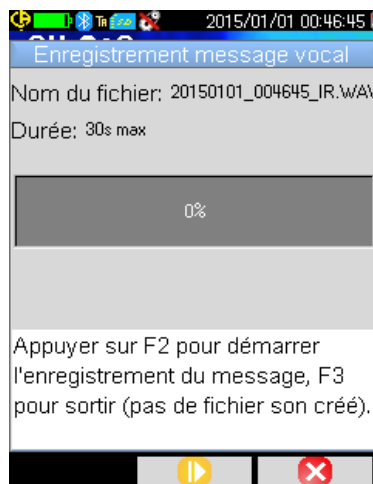 2015/01/01 00:46:45
Enregistrement message vocal
Nom du fichier: 20150101_004645_IR.WAV
Durée: 30s max
0%
Appuyer sur F2 pour démarrer
l'enregistrement du message, F3
pour sortir (pas de fichier son créé).